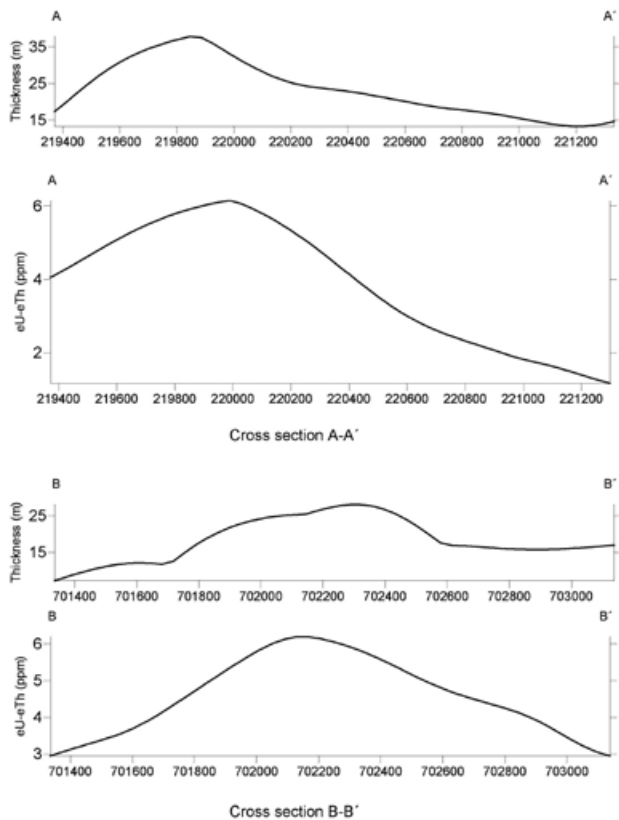 A A´
Thickness (m)
35
25
15
219400 219600 219800 220000 220200 220400 220600 220800 221000 221200
A A´
eU-eTh (ppm)
6
4
2
219400 219600 219800 220000 220200 220400 220600 220800 221000 221200
Cross section A-A´
B B´
Thickness (m)
25
15
701400 701600 701800 702000 702200 702400 702600 702800 703000
B B´
eU-eTh (ppm)
6
5
4
3
701400 701600 701800 702000 702200 702400 702600 702800 703000
Cross section B-B´